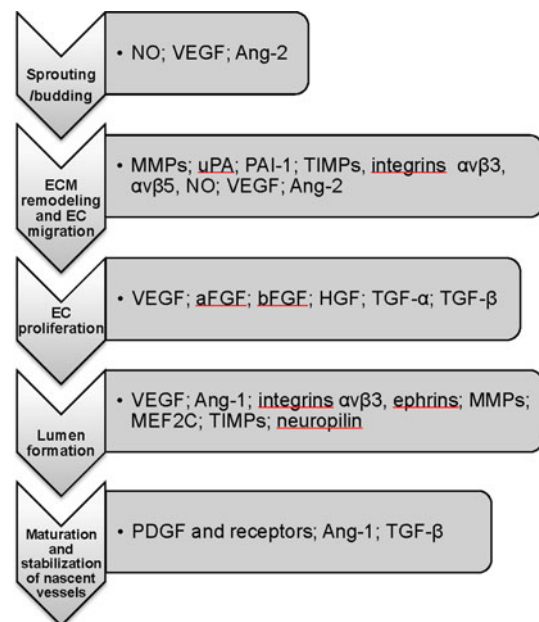 Sprouting
/budding
• NO; VEGF; Ang-2
ECM
remodeling
and EC
migration
• MMPs; uPA; PAI-1; TIMPs, integrins αvβ3,
αvβ5, NO; VEGF; Ang-2
EC
proliferation
• VEGF; aFGF; bFGF; HGF; TGF-α; TGF-β
Lumen
formation
• VEGF; Ang-1; integrins αvβ3, ephrins; MMPs;
MEF2C; TIMPs; neuropilin
Maturation and
stabilization
of nascent
vessels
• PDGF and receptors; Ang-1; TGF-β